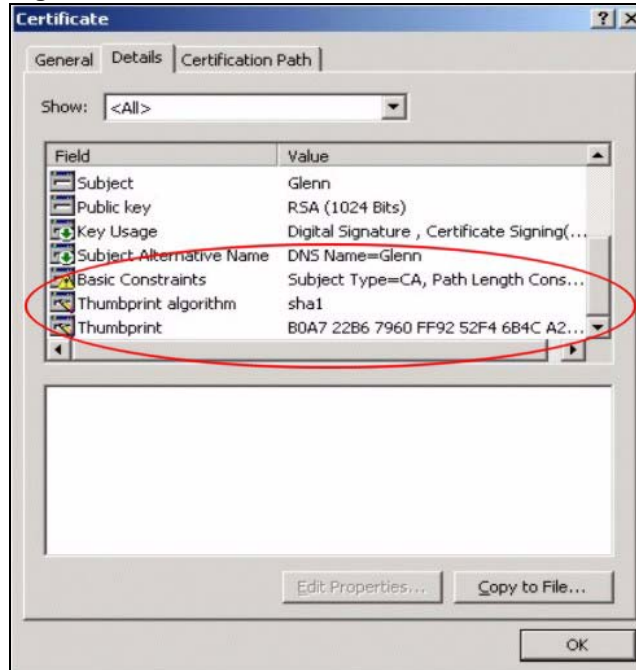 Certificate
General Details Certification Path
Show: <All>
Field Value
Subject Glenn
Public key RSA (1024 Bits)
Key Usage Digital Signature , Certificate Signing(...
Subject Alternative Name DNS Name=Glenn
Basic Constraints Subject Type=CA, Path Length Cons...
Thumbprint algorithm sha1
Thumbprint B0A7 22B6 7960 FF92 52F4 6B4C A2...
Edit Properties... Copy to File...
OK